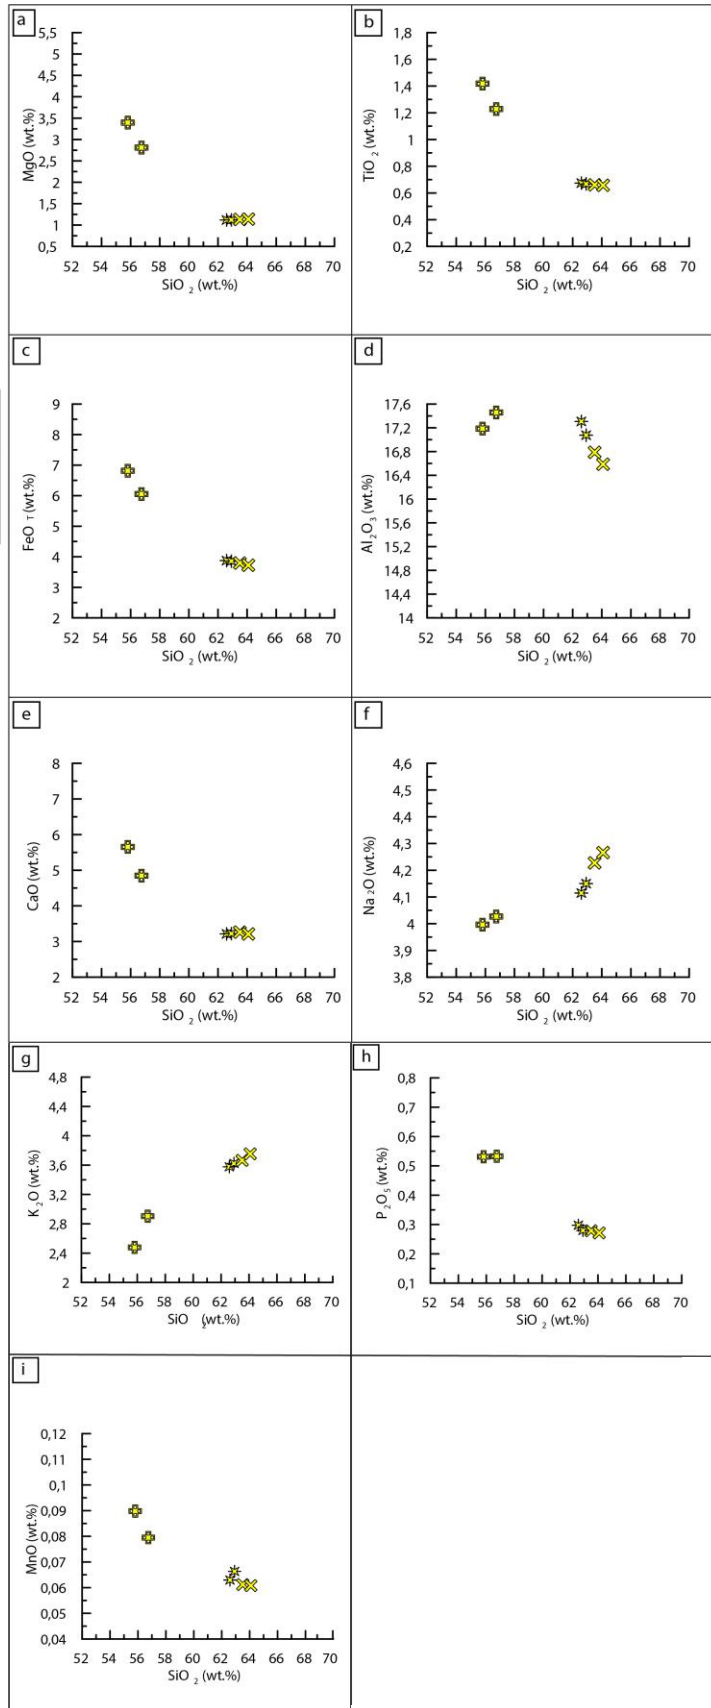 a
5,5
5
4,5
4
3,5
3
2,5
2
1,5
1
0,5
MgO (wt.%)
52 54 56 58 60 62 64 66 68 70
SiO 2 (wt.%)
b
1,8
1,6
1,4
1,2
1
0,8
0,6
0,4
0,2
TiO 2 (wt.%)
52 54 56 58 60 62 64 66 68 70
SiO 2 (wt.%)
c
9
8
7
6
5
4
3
2
FeO T (wt.%)
52 54 56 58 60 62 64 66 68 70
SiO 2 (wt.%)
d
17,6
17,2
16,8
16,4
16
15,6
15,2
14,8
14,4
14
Al2O3 (wt.%)
52 54 56 58 60 62 64 66 68 70
SiO 2 (wt.%)
e
8
7
6
5
4
3
2
CaO (wt.%)
52 54 56 58 60 62 64 66 68 70
SiO 2 (wt.%)
f
4,6
4,5
4,4
4,3
4,2
4,1
4
3,9
3,8
Na 2O (wt.%)
52 54 56 58 60 62 64 66 68 70
SiO 2 (wt.%)
g
4,8
4,4
4
3,6
3,2
2,8
2,4
2
K2O (wt.%)
52 54 56 58 60 62 64 66 68 70
SiO 2(wt.%)
h
0,8
0,7
0,6
0,5
0,4
0,3
0,2
0,1
P2O5 (wt.%)
52 54 56 58 60 62 64 66 68 70
SiO 2 (wt.%)
i
0,12
0,11
0,1
0,09
0,08
0,07
0,06
0,05
0,04
MnO (wt.%)
52 54 56 58 60 62 64 66 68 70
SiO 2 (wt.%)